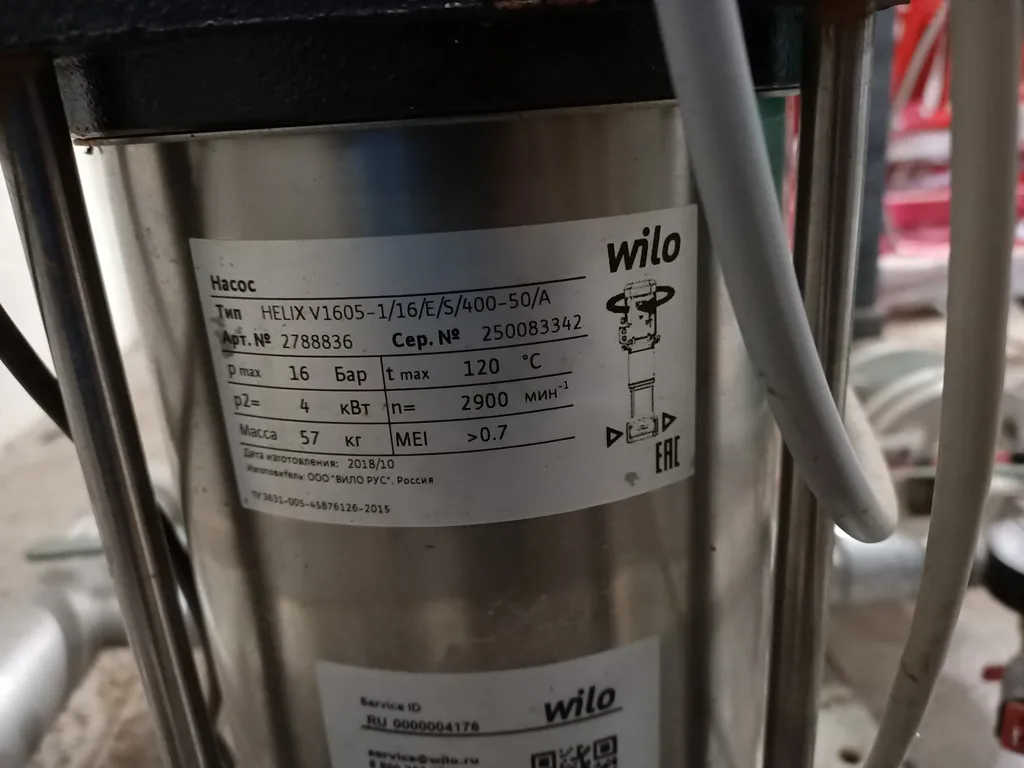 wilo
Насос
Тип HELIX V1605-1/16/E/S/400-50/A
Арт. № 2788836 Сер. № 250083342
p max 16 Бар t max 120 °C
p2= 4 кВт n= 2900 мин-1
Масса 57 кг MEI >0.7
Дата изготовления: 2018/10
Изготовитель: ООО "ВИЛО РУС", Россия
EAC
ТУ 3631-005-45876126-2015
Service ID wilo
RU 0000004176
service@wilo.ru